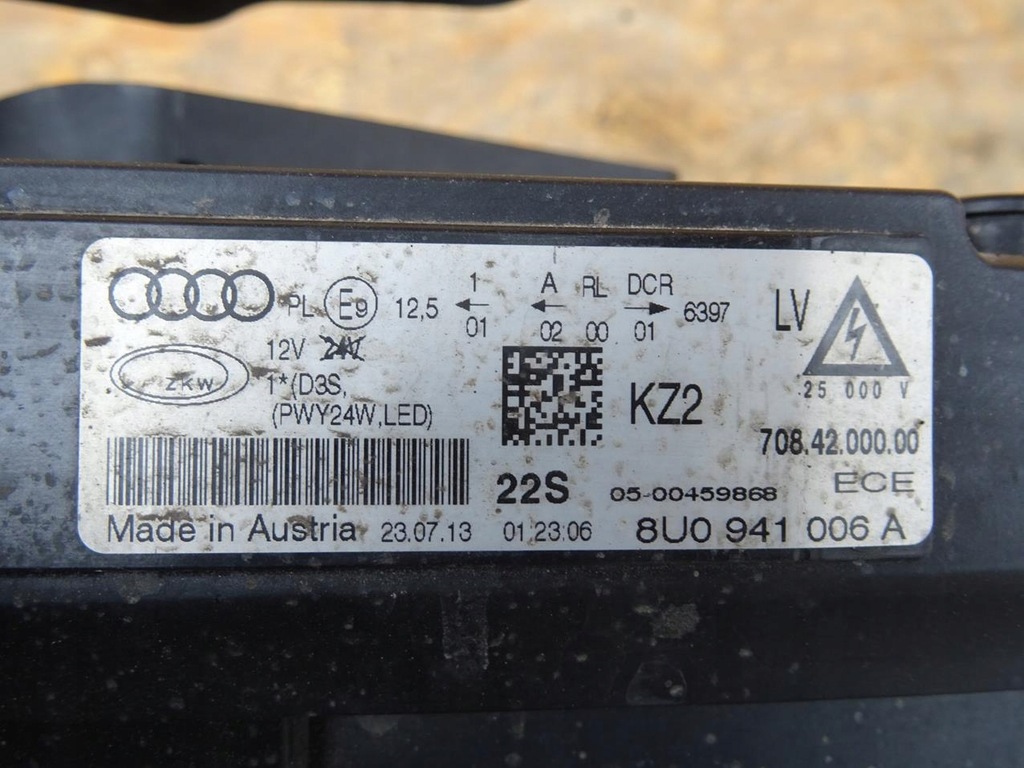 PL E9 12,5 1 A RL DCR 6397 LV
01 02 00 01
12V 24V
ZKW
1*(D3S,
(PWY24W,LED)
25 000 V
KZ2
708.42.000.00
22S 05-00459868 ECE
Made in Austria 23.07.13 01:23:06 8U0 941 006 A